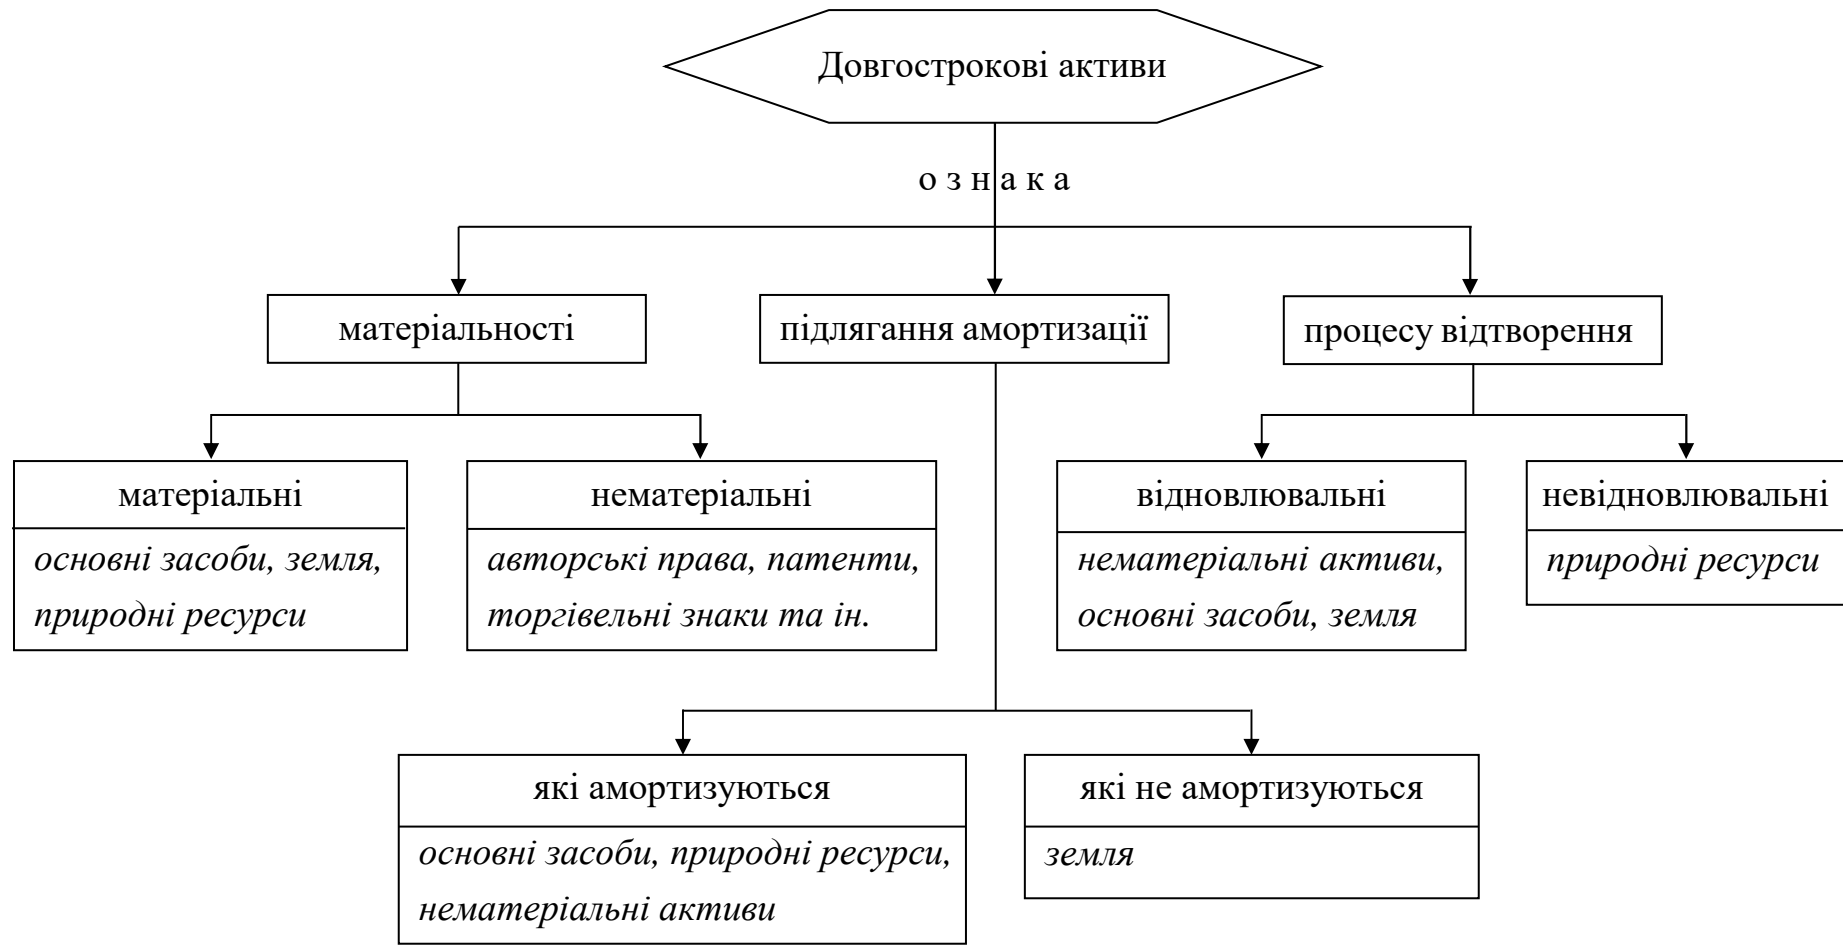 Довгострокові активи
о з н а к а
матеріальності
підлягання амортизації
процесу відтворення
матеріальні
основні засоби, земля,
природні ресурси
нематеріальні
авторські права, патенти,
торгівельні знаки та ін.
відновлювальні
нематеріальні активи,
основні засоби, земля
невідновлювальні
природні ресурси
які амортизуються
основні засоби, природні ресурси,
нематеріальні активи
які не амортизуються
земля